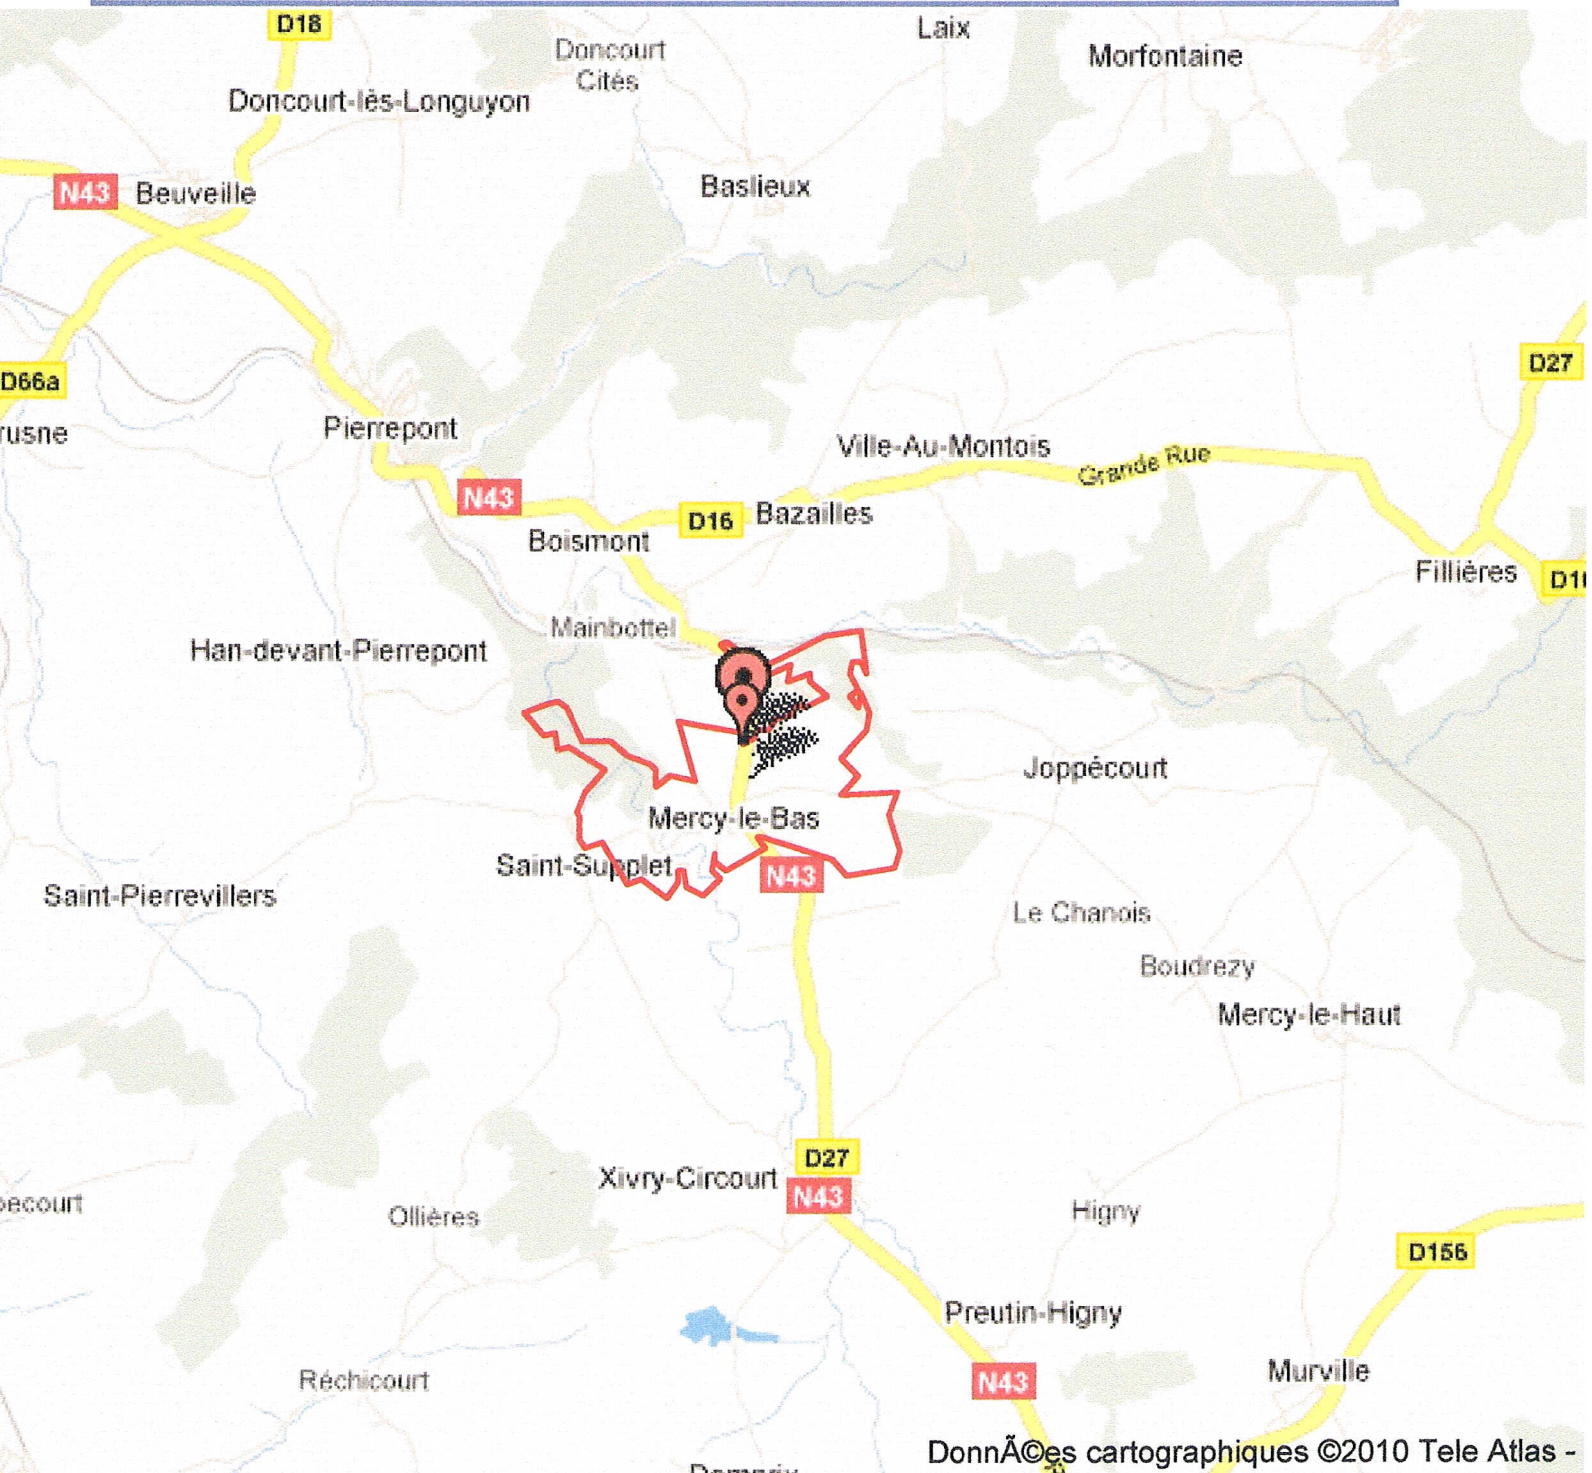 D18
Laix
Doncourt
Cités
Morfontaine
Doncourt-lès-Longuyon
N43
Beuveille
Baslieux
D27
D66a
rusne
Pierrepont
Ville-Au-Montois
Grande Rue
N43
D16
Bazailles
Boismont
Fillières
D1
Mainbottel
Han-devant-Pierrepont
Joppécourt
Mercy-le-Bas
Saint-Supplet
N43
Saint-Pierrevillers
Le Chanois
Boudrezy
Mercy-le-Haut
D27
Xivry-Circourt
N43
pecourt
Ollières
Higny
D156
Preutin-Higny
Murville
Réchicourt
N43
DonnÃ©es cartographiques ©2010 Tele Atlas -